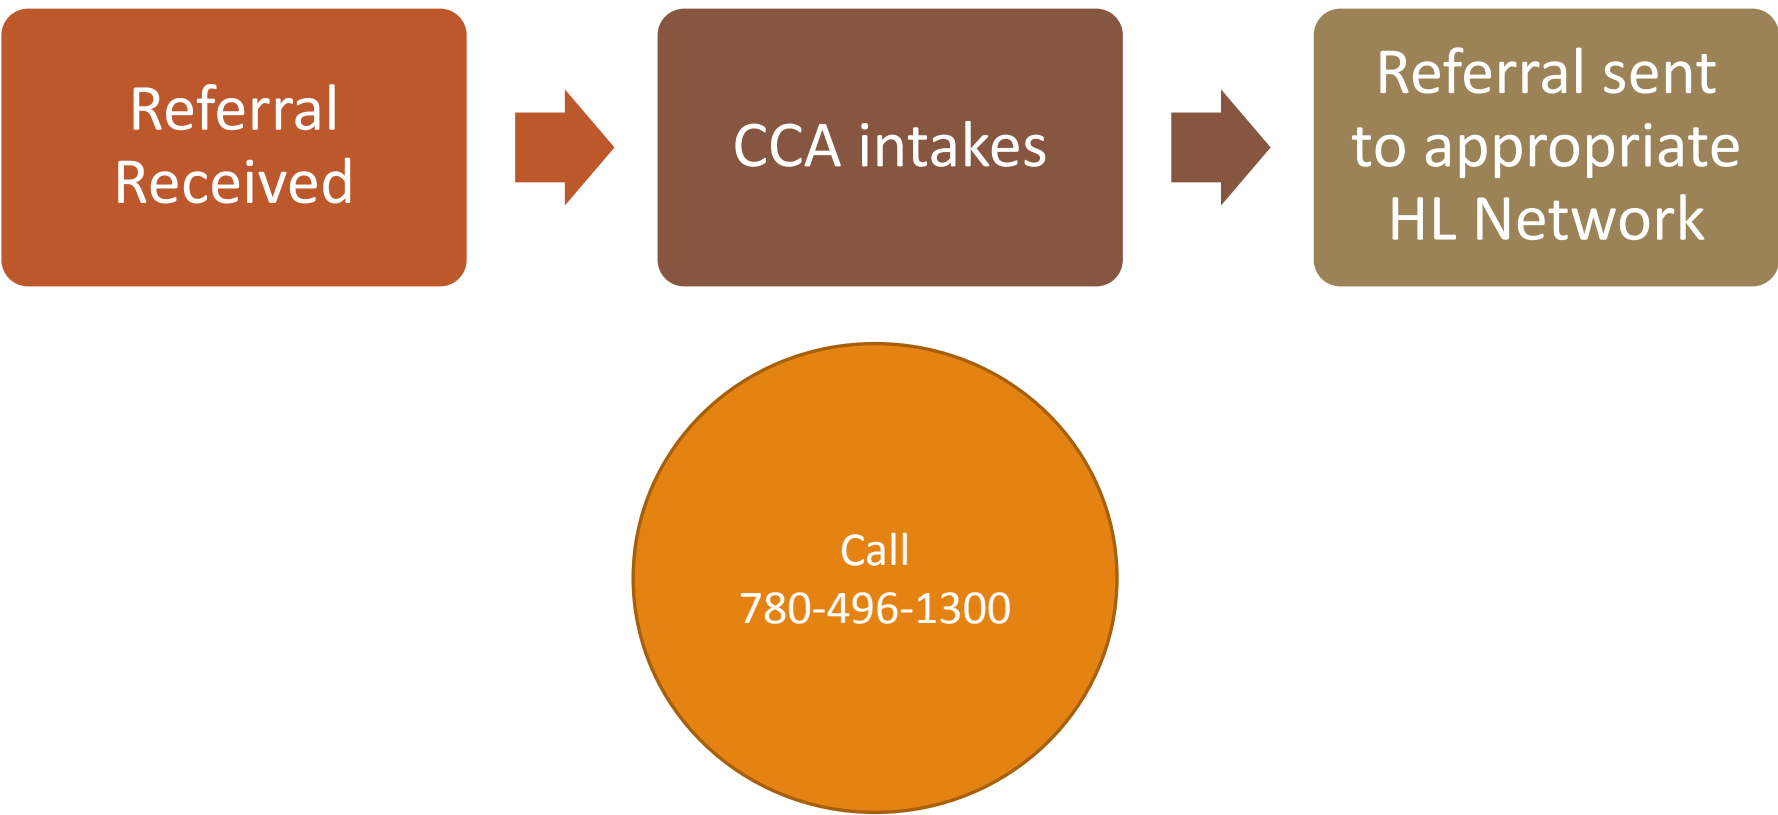 Referral
Received
CCA intakes
Referral sent
to appropriate
HL Network
Call
780-496-1300